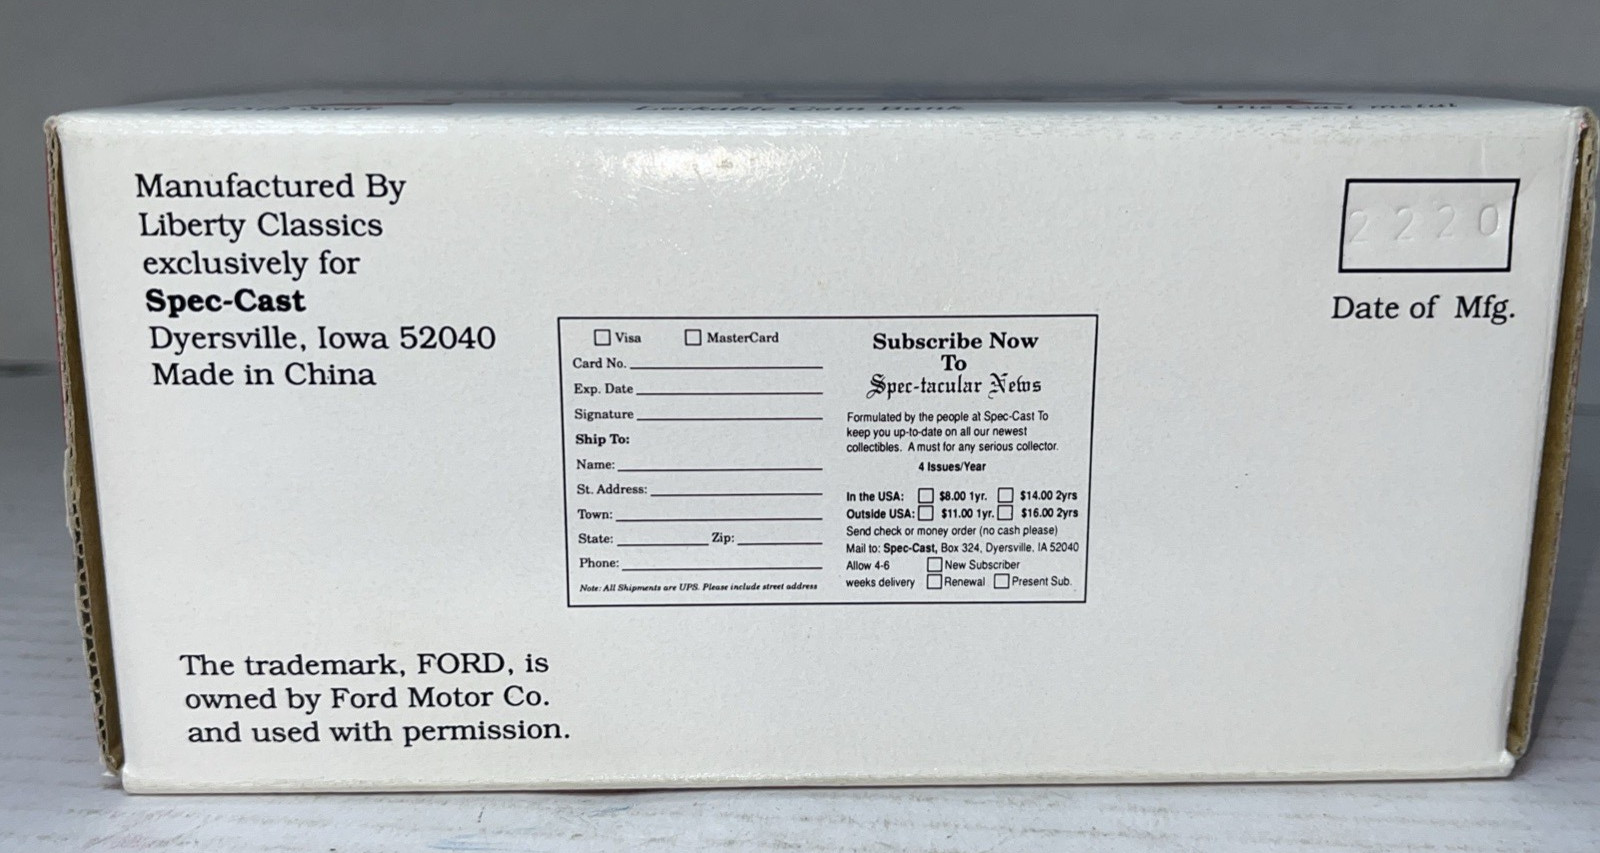 Lockable Coin Bank
Die Cast metal
Manufactured By
Liberty Classics
exclusively for
Spec-Cast
Dyersville, Iowa 52040
Made in China
2220
Date of Mfg.
Visa MasterCard
Card No.
Exp. Date
Signature
Ship To:
Name:
St. Address:
Town:
State: Zip:
Phone:
Note: All Shipments are UPS. Please include street address
Subscribe Now
To
Spec-tacular News
Formulated by the people at Spec-Cast To
keep you up-to-date on all our newest
collectibles. A must for any serious collector.
4 Issues/Year
In the USA: $8.00 1yr. $14.00 2yrs
Outside USA: $11.00 1yr. $16.00 2yrs
Send check or money order (no cash please)
Mail to: Spec-Cast, Box 324, Dyersville, IA 52040
Allow 4-6 New Subscriber
weeks delivery Renewal Present Sub.
The trademark, FORD, is
owned by Ford Motor Co.
and used with permission.